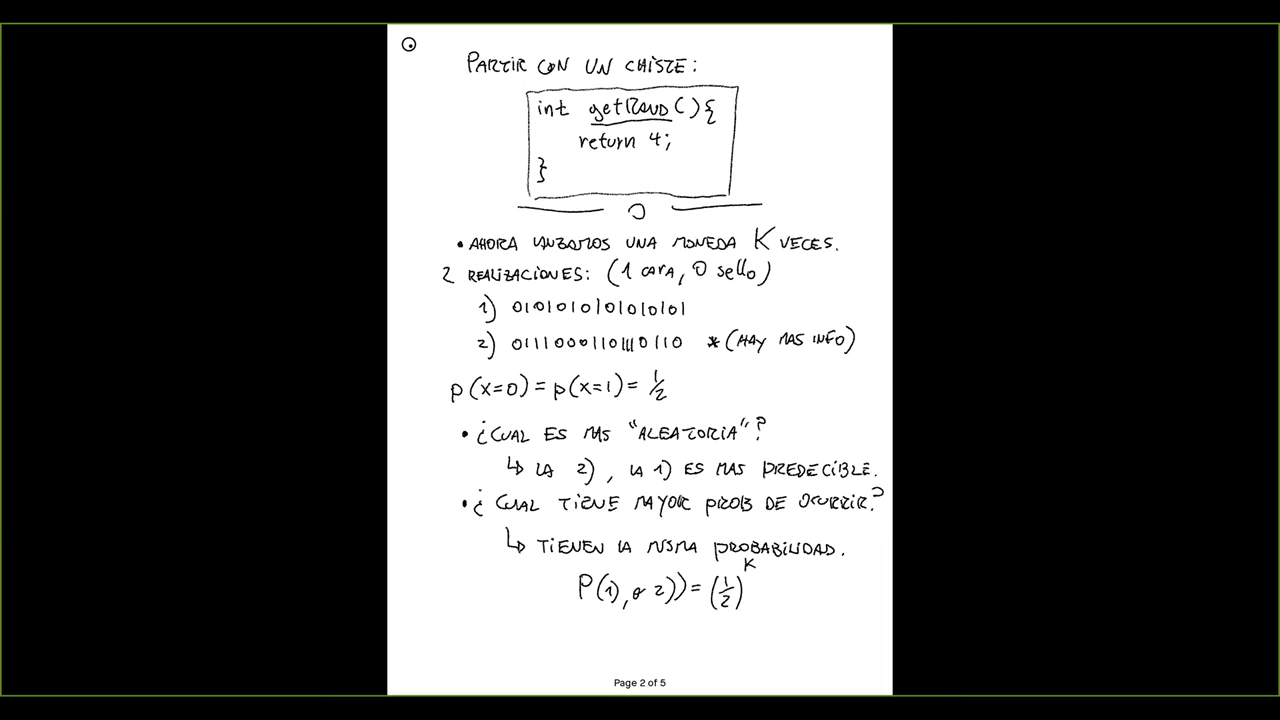 PARTIR CON UN CHISTE:
int getRAND(){
return 4;
}
• AHORA LANZAMOS UNA MONEDA K VECES.
2 REALIZACIONES: (1 CARA, 0 sello)
1) 0101010101010101
2) 01110001101110110 * (HAY MAS INFO)
p(x=0) = p(x=1) = 1/2
• ¿CUAL ES MAS "ALEATORIA"?
↳ LA 2), LA 1) ES MAS PREDECIBLE.
• ¿CUAL TIENE MAYOR PROB DE OCURRIR?
↳ TIENEN LA MISMA PROBABILIDAD.
P(1), o 2)) = (1/2)^K
Page 2 of 5